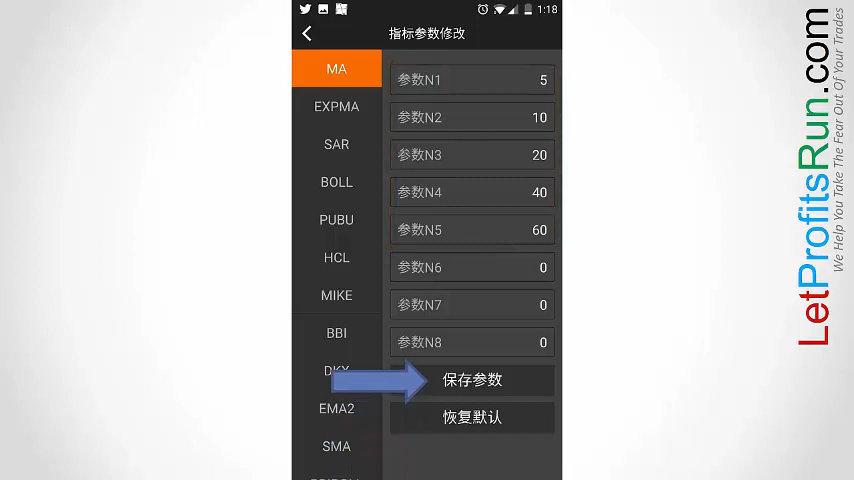 1:18
指标参数修改
MA
EXPMA
SAR
BOLL
PUBU
HCL
MIKE
BBI
DKX
EMA2
SMA
参数N1 5
参数N2 10
参数N3 20
参数N4 40
参数N5 60
参数N6 0
参数N7 0
参数N8 0
保存参数
恢复默认
LetProfitsRun.com
We Help You Take The Fear Out Of Your Trades